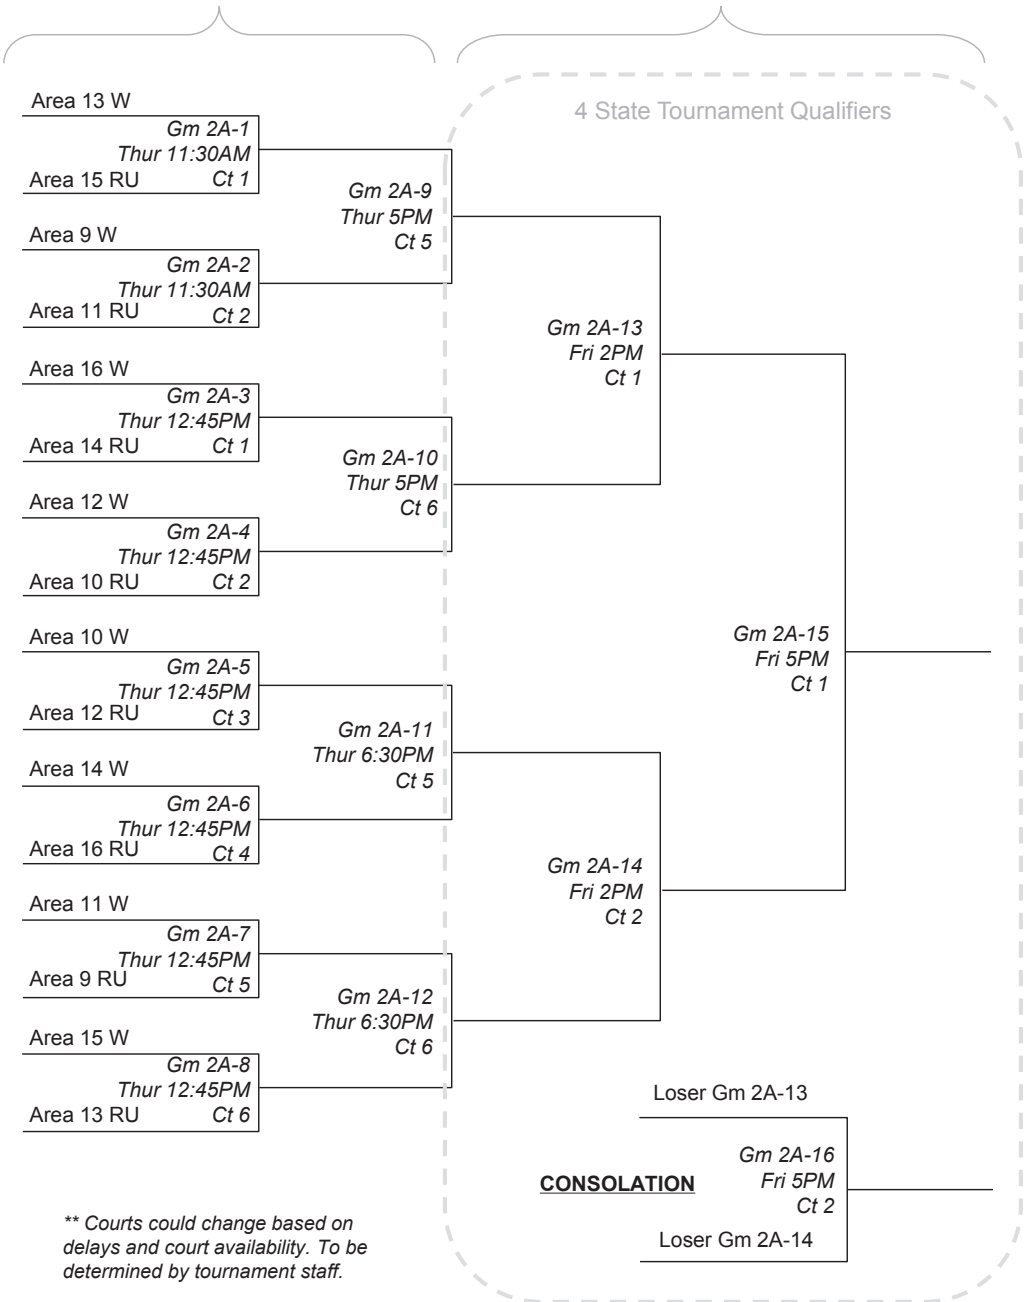 4 State Tournament Qualifiers
Area 13 W
Gm 2A-1
Thur 11:30AM
Area 15 RU Ct 1
Gm 2A-9
Thur 5PM
Ct 5
Area 9 W
Gm 2A-2
Thur 11:30AM
Area 11 RU Ct 2
Gm 2A-13
Fri 2PM
Ct 1
Area 16 W
Gm 2A-3
Thur 12:45PM
Area 14 RU Ct 1
Gm 2A-10
Thur 5PM
Ct 6
Area 12 W
Gm 2A-4
Thur 12:45PM
Area 10 RU Ct 2
Gm 2A-15
Fri 5PM
Ct 1
Area 10 W
Gm 2A-5
Thur 12:45PM
Area 12 RU Ct 3
Gm 2A-11
Thur 6:30PM
Ct 5
Area 14 W
Gm 2A-6
Thur 12:45PM
Area 16 RU Ct 4
Gm 2A-14
Fri 2PM
Ct 2
Area 11 W
Gm 2A-7
Thur 12:45PM
Area 9 RU Ct 5
Gm 2A-12
Thur 6:30PM
Ct 6
Area 15 W
Gm 2A-8
Thur 12:45PM
Area 13 RU Ct 6
Loser Gm 2A-13
Gm 2A-16
Fri 5PM
Ct 2
CONSOLATION
Loser Gm 2A-14
** Courts could change based on
delays and court availability. To be
determined by tournament staff.